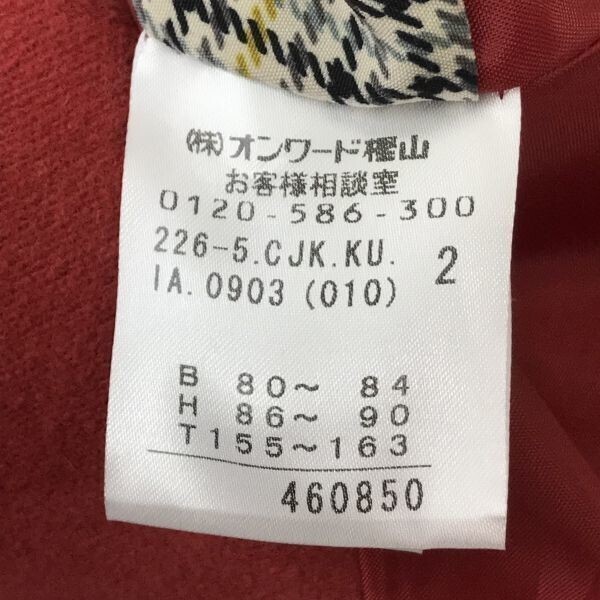 (株)オンワード樫山
お客様相談室
0120-586-300
226-5.CJK.KU.
IA.0903 (010) 2
B 80～ 84
H 86～ 90
T 155～163
460850